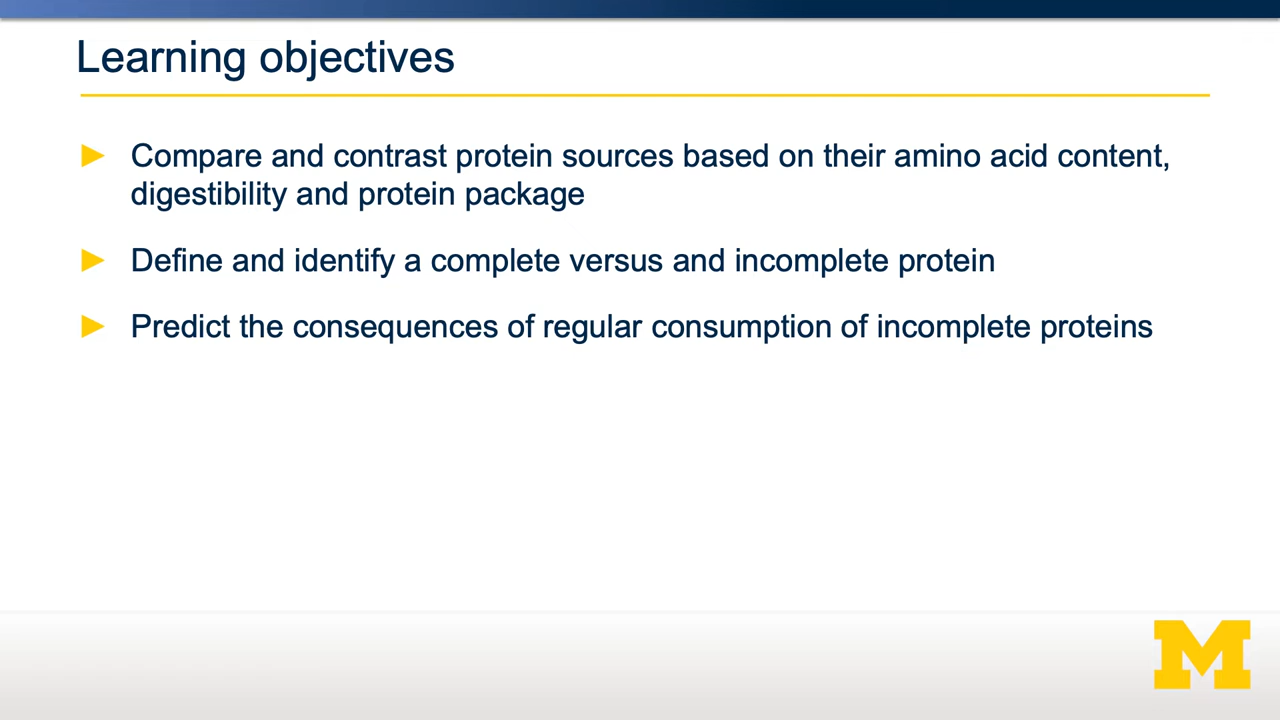 Learning objectives
Compare and contrast protein sources based on their amino acid content,
digestibility and protein package
Define and identify a complete versus and incomplete protein
Predict the consequences of regular consumption of incomplete proteins
M